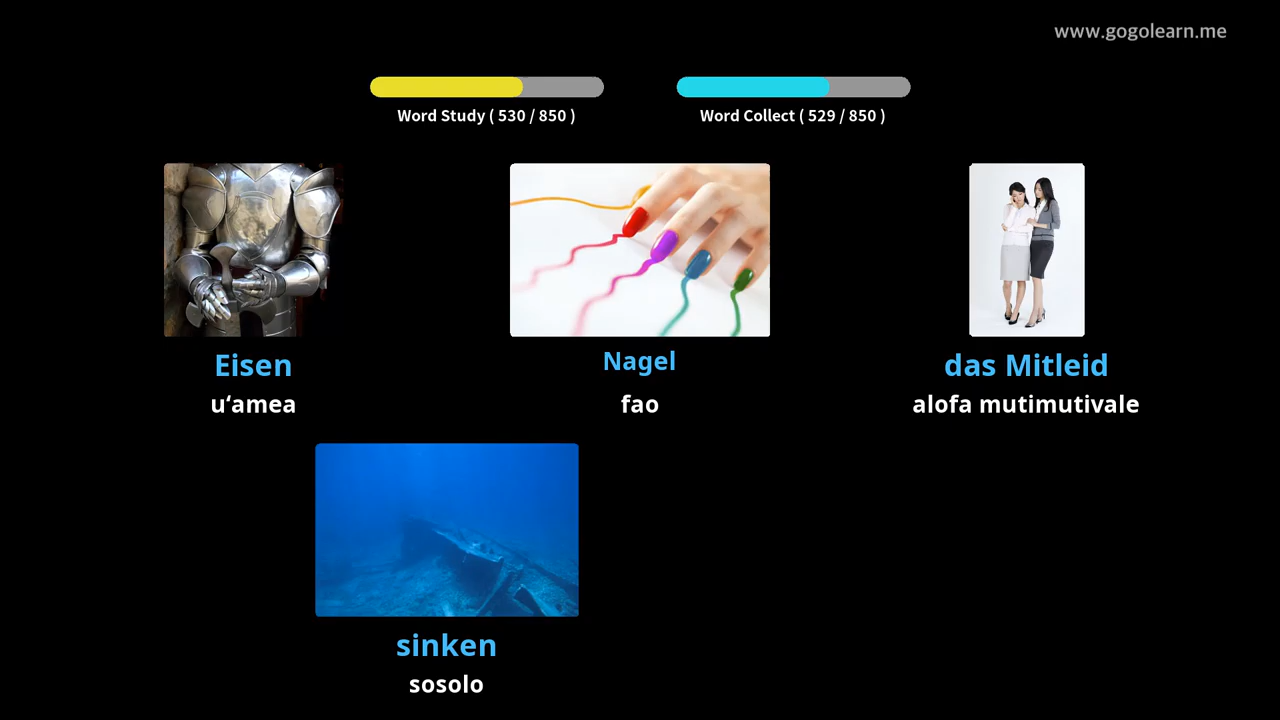 www.gogolearn.me
Word Study ( 530 / 850 )
Word Collect ( 529 / 850 )
Eisen
uʻamea
Nagel
fao
das Mitleid
alofa mutimutivale
sinken
sosolo